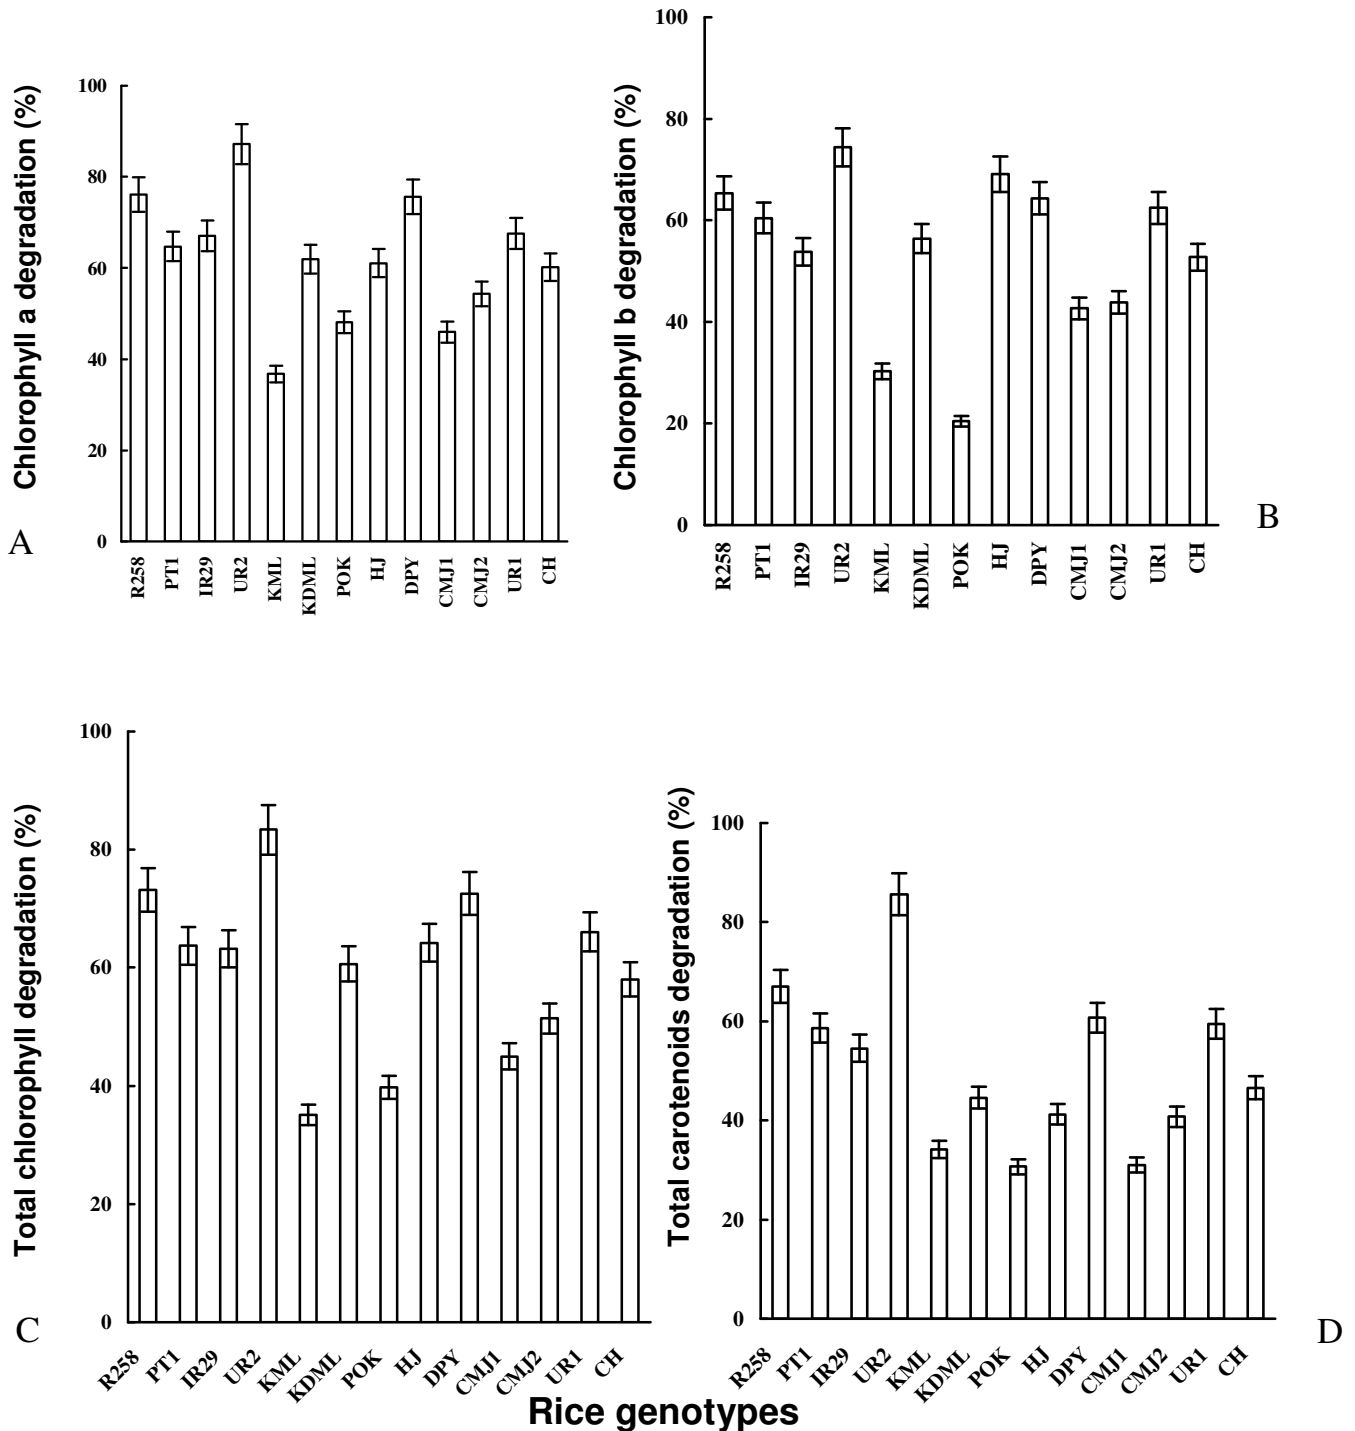 Chlorophyll a degradation (%)
100
80
60
40
20
0
R258 PT1 IR29 UR2 KML KDML POK HJ DPY CMJ1 CMJ2 UR1 CH
A
Chlorophyll b degradation (%)
100
80
60
40
20
0
R258 PT1 IR29 UR2 KML KDML POK HJ DPY CMJ1 CMJ2 UR1 CH
B
Total chlorophyll degradation (%)
100
80
60
40
20
0
R258 PT1 IR29 UR2 KML KDML POK HJ DPY CMJ1 CMJ2 UR1 CH
C
Total carotenoids degradation (%)
100
80
60
40
20
0
R258 PT1 IR29 UR2 KML KDML POK HJ DPY CMJ1 CMJ2 UR1 CH
D
Rice genotypes